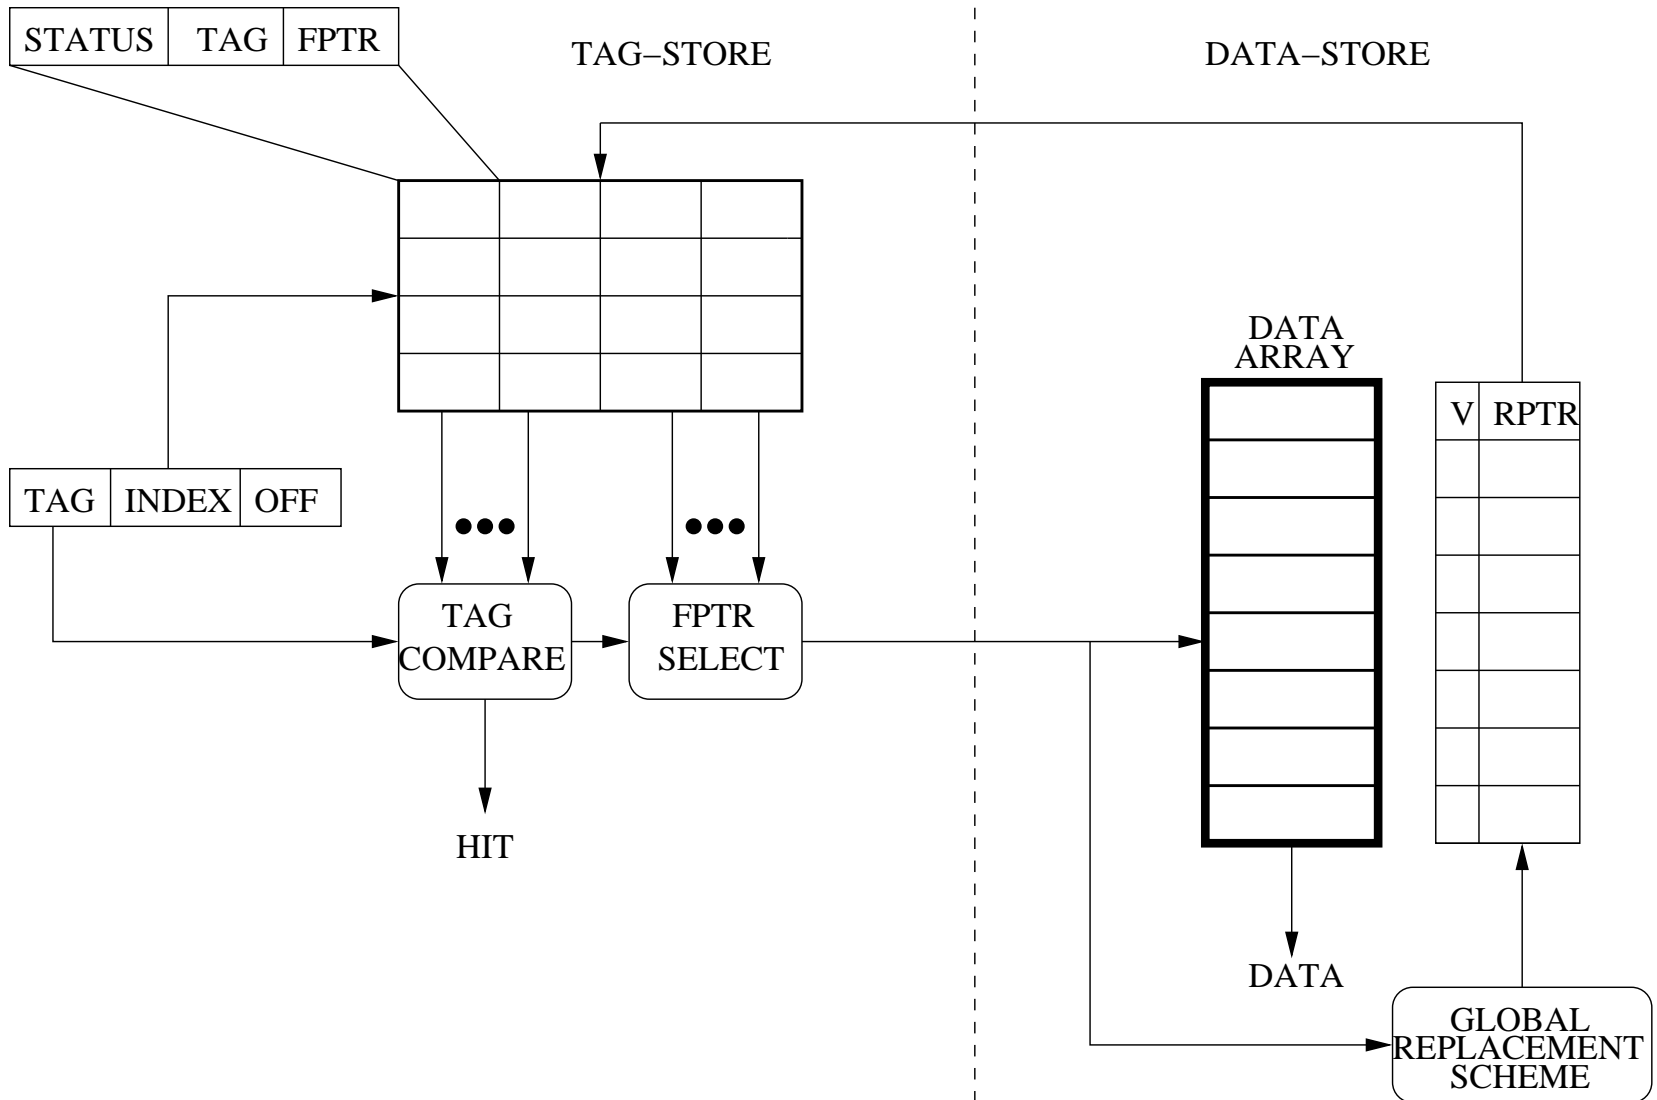 STATUS TAG FPTR
TAG–STORE
DATA–STORE
DATA
ARRAY
V RPTR
TAG INDEX OFF
TAG
COMPARE
FPTR
SELECT
HIT
DATA
GLOBAL
REPLACEMENT
SCHEME